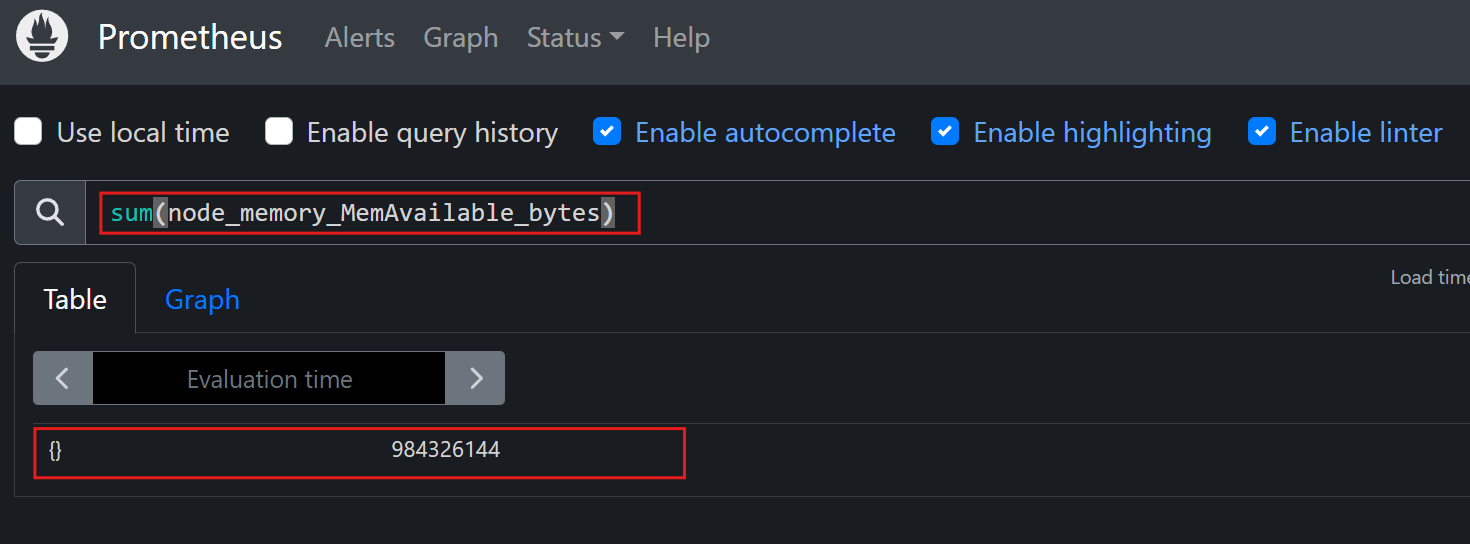 Prometheus Alerts Graph Status Help
Use local time Enable query history Enable autocomplete Enable highlighting Enable linter
sum(node_memory_MemAvailable_bytes)
Load time
Table Graph
Evaluation time
{} 984326144